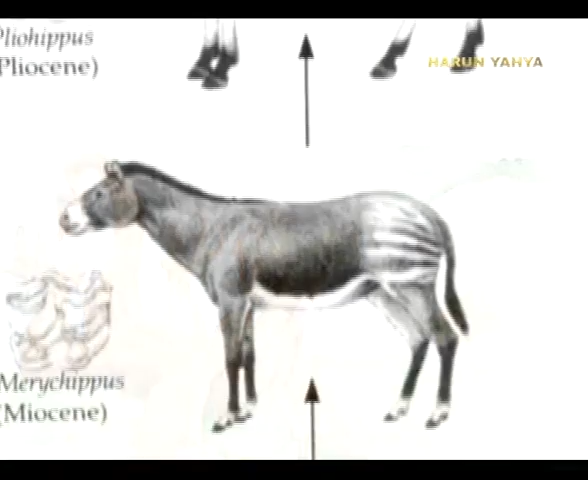 Pliohippus
Pliocene)
HARUN YAHYA
Merychippus
(Miocene)